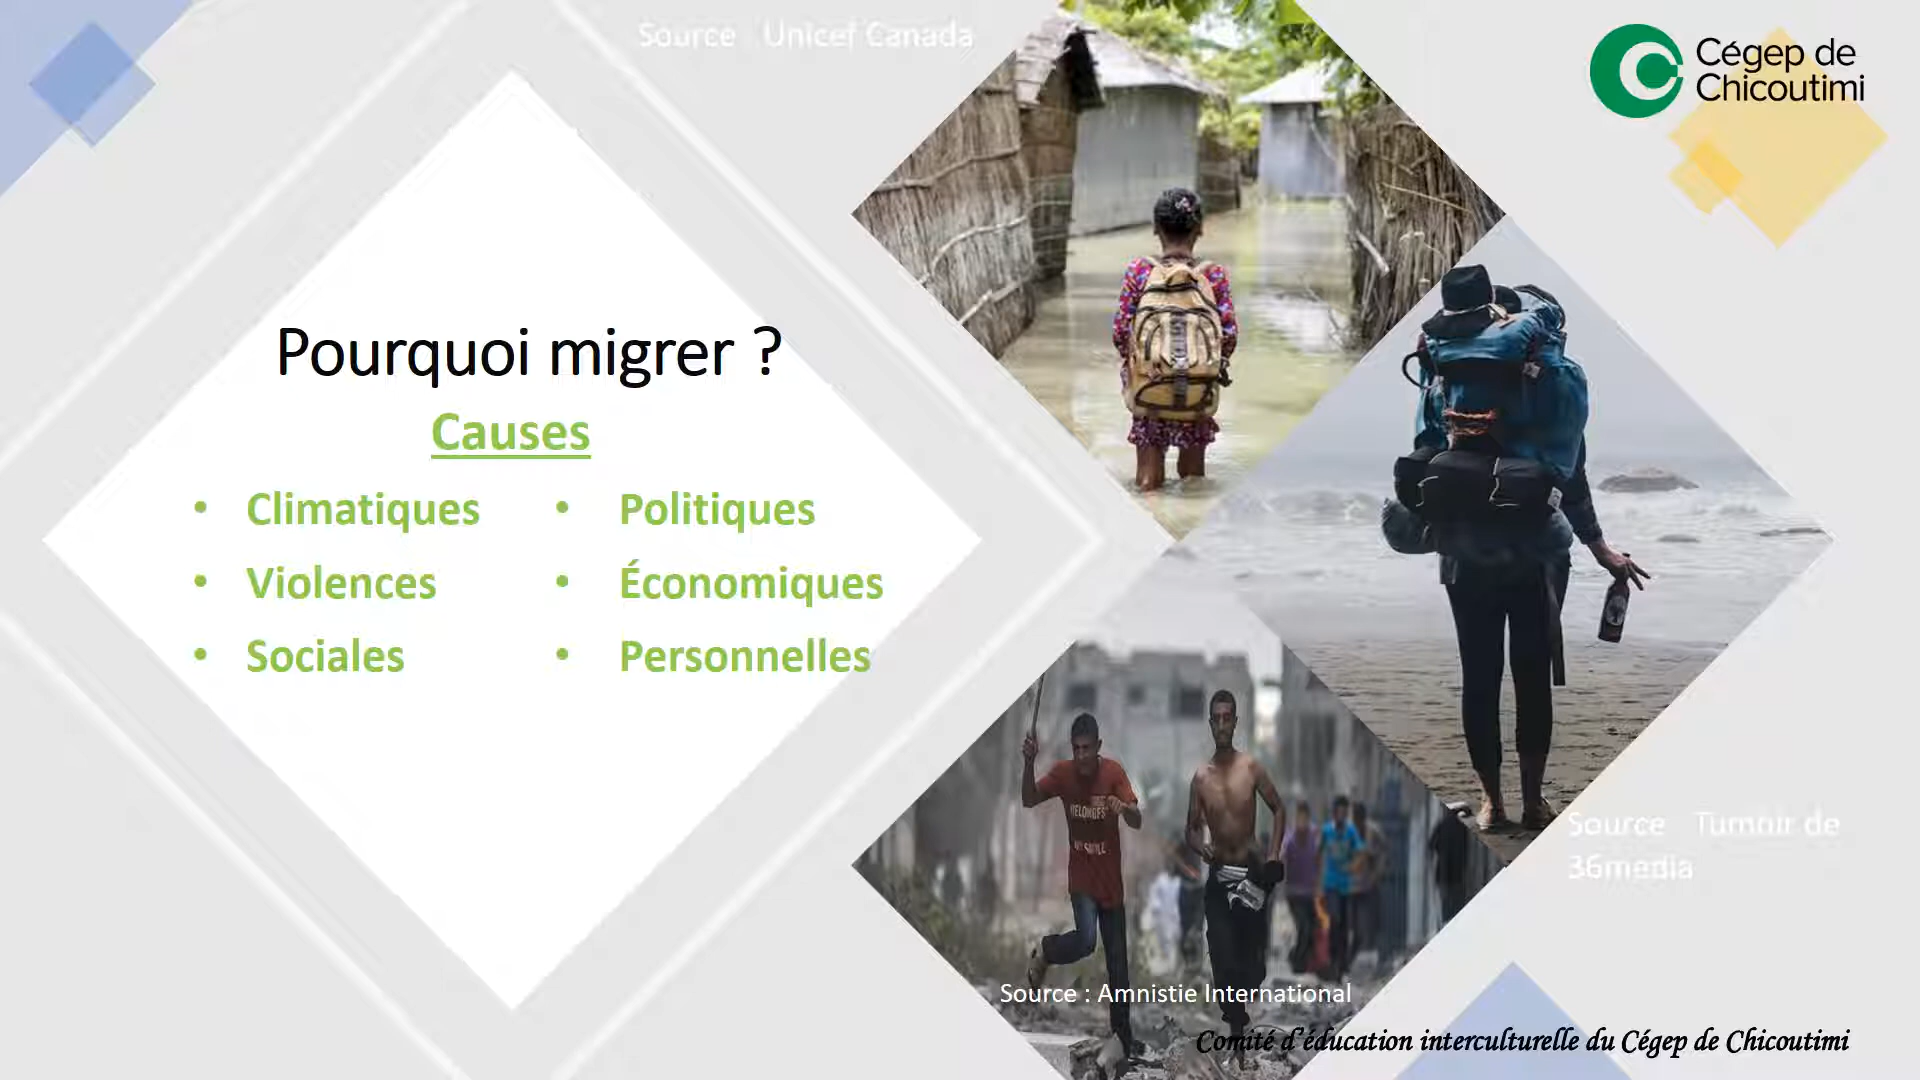 Source Unicef Canada
Cégep de
Chicoutimi
Pourquoi migrer ?
Causes
• Climatiques
• Violences
• Sociales
• Politiques
• Économiques
• Personnelles
Source Tumoir de
36media
Source : Amnistie International
Comité d'éducation interculturelle du Cégep de Chicoutimi